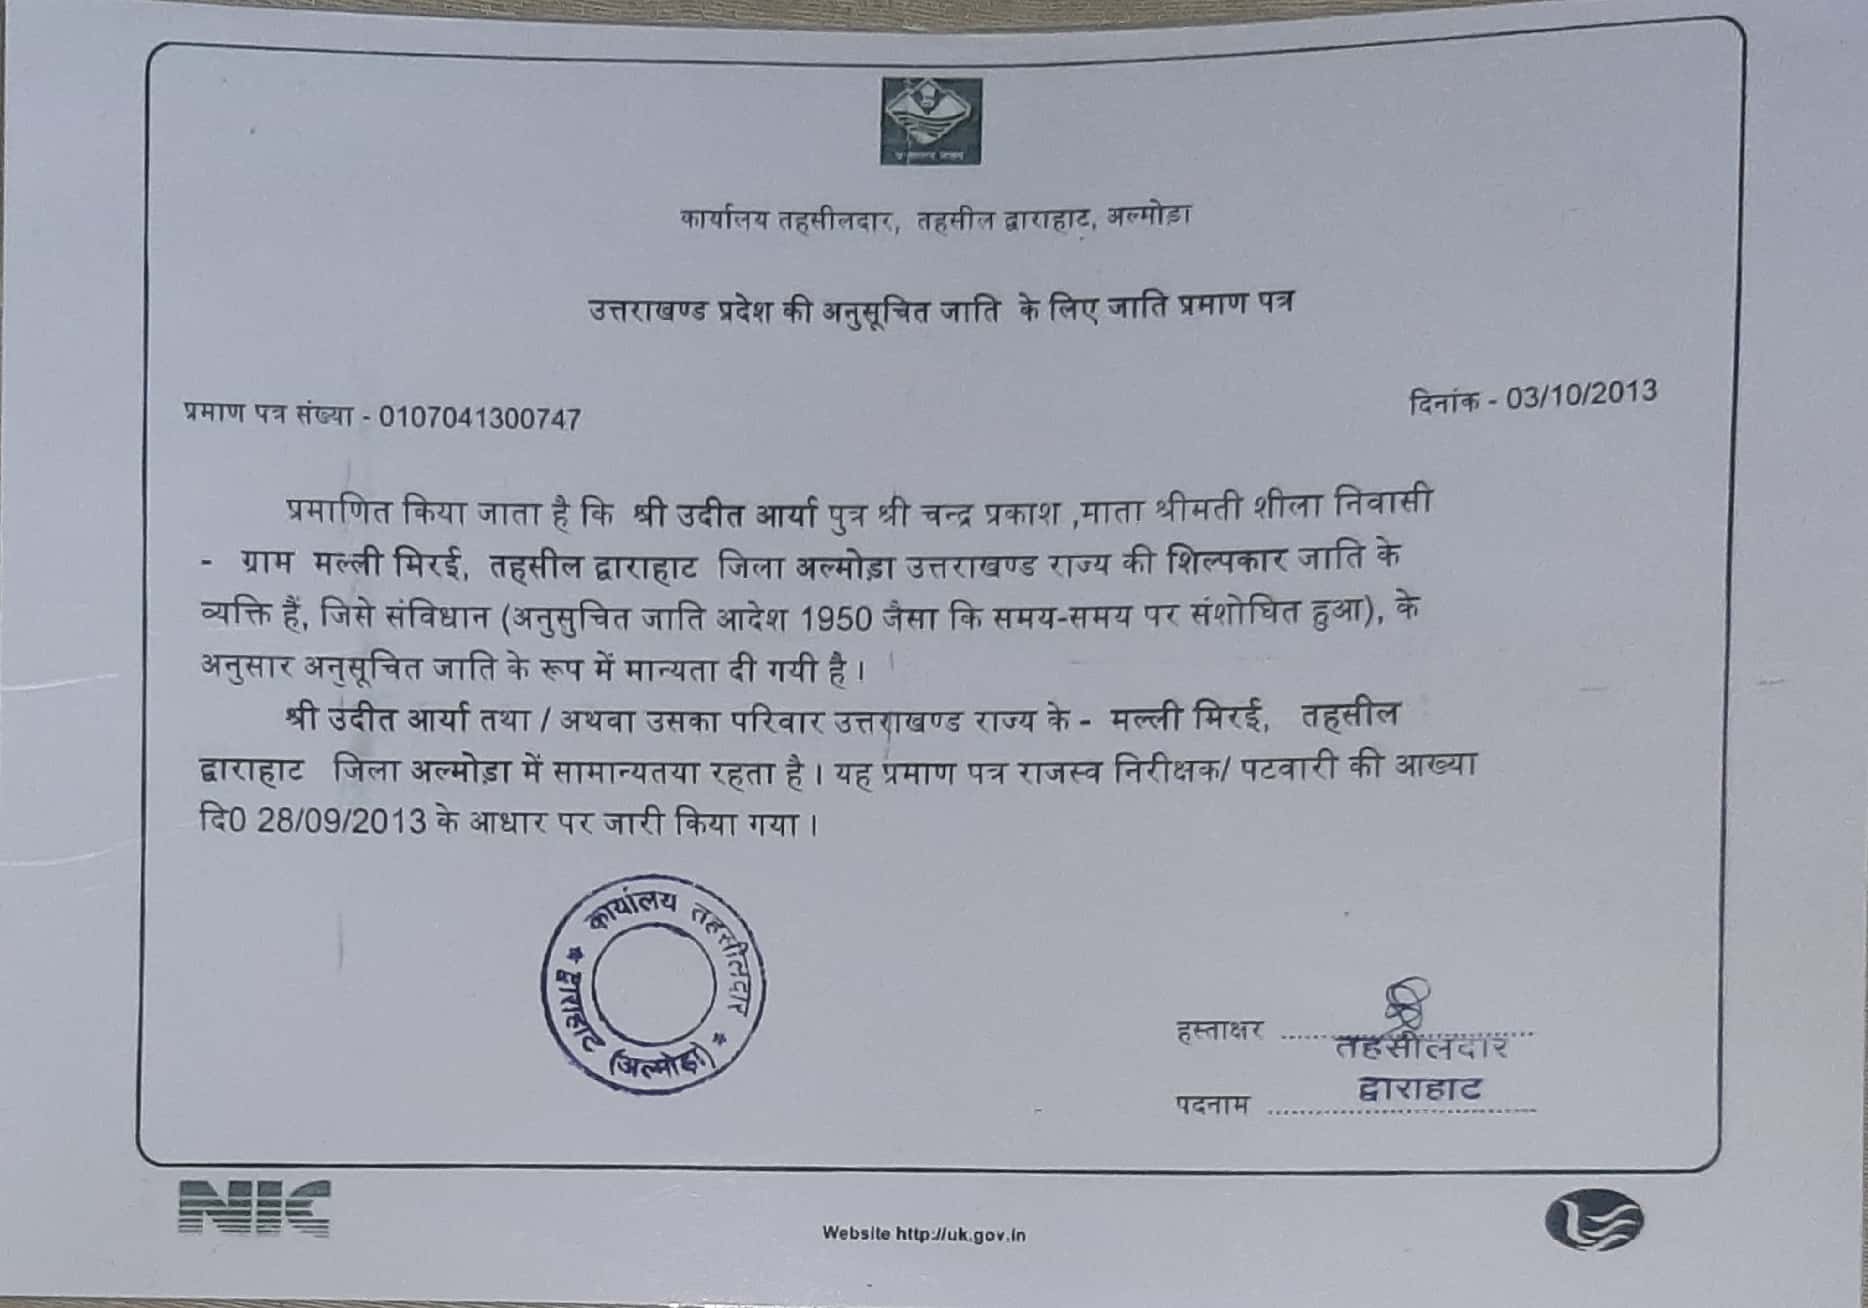 कार्यालय तहसीलदार, तहसील द्वाराहाट, अल्मोडा
उत्तराखण्ड प्रदेश की अनुसूचित जाति के लिए जाति प्रमाण पत्र
प्रमाण पत्र संख्या - 0107041300747
दिनांक - 03/10/2013
प्रमाणित किया जाता है कि श्री उदीत आर्या पुत्र श्री चन्द्र प्रकाश ,माता श्रीमती शीला निवासी
- ग्राम मल्ली मिरई, तहसील द्वाराहाट जिला अल्मोड़ा उत्तराखण्ड राज्य की शिल्पकार जाति के
व्यक्ति हैं, जिसे संविधान (अनुसुचित जाति आदेश 1950 जैसा कि समय-समय पर संशोधित हुआ), के
अनुसार अनुसूचित जाति के रूप में मान्यता दी गयी है।
श्री उदीत आर्या तथा / अथवा उसका परिवार उत्तराखण्ड राज्य के - मल्ली मिरई, तहसील
द्वाराहाट जिला अल्मोड़ा में सामान्यतया रहता है। यह प्रमाण पत्र राजस्व निरीक्षक/ पटवारी की आख्या
दि0 28/09/2013 के आधार पर जारी किया गया।
कार्यालय तहसीलदार * द्वाराहाट (अल्मोडा) *
हस्ताक्षर ................................
तहसीलदार
द्वाराहाट
पदनाम ................................
NIC
Website http://uk.gov.in